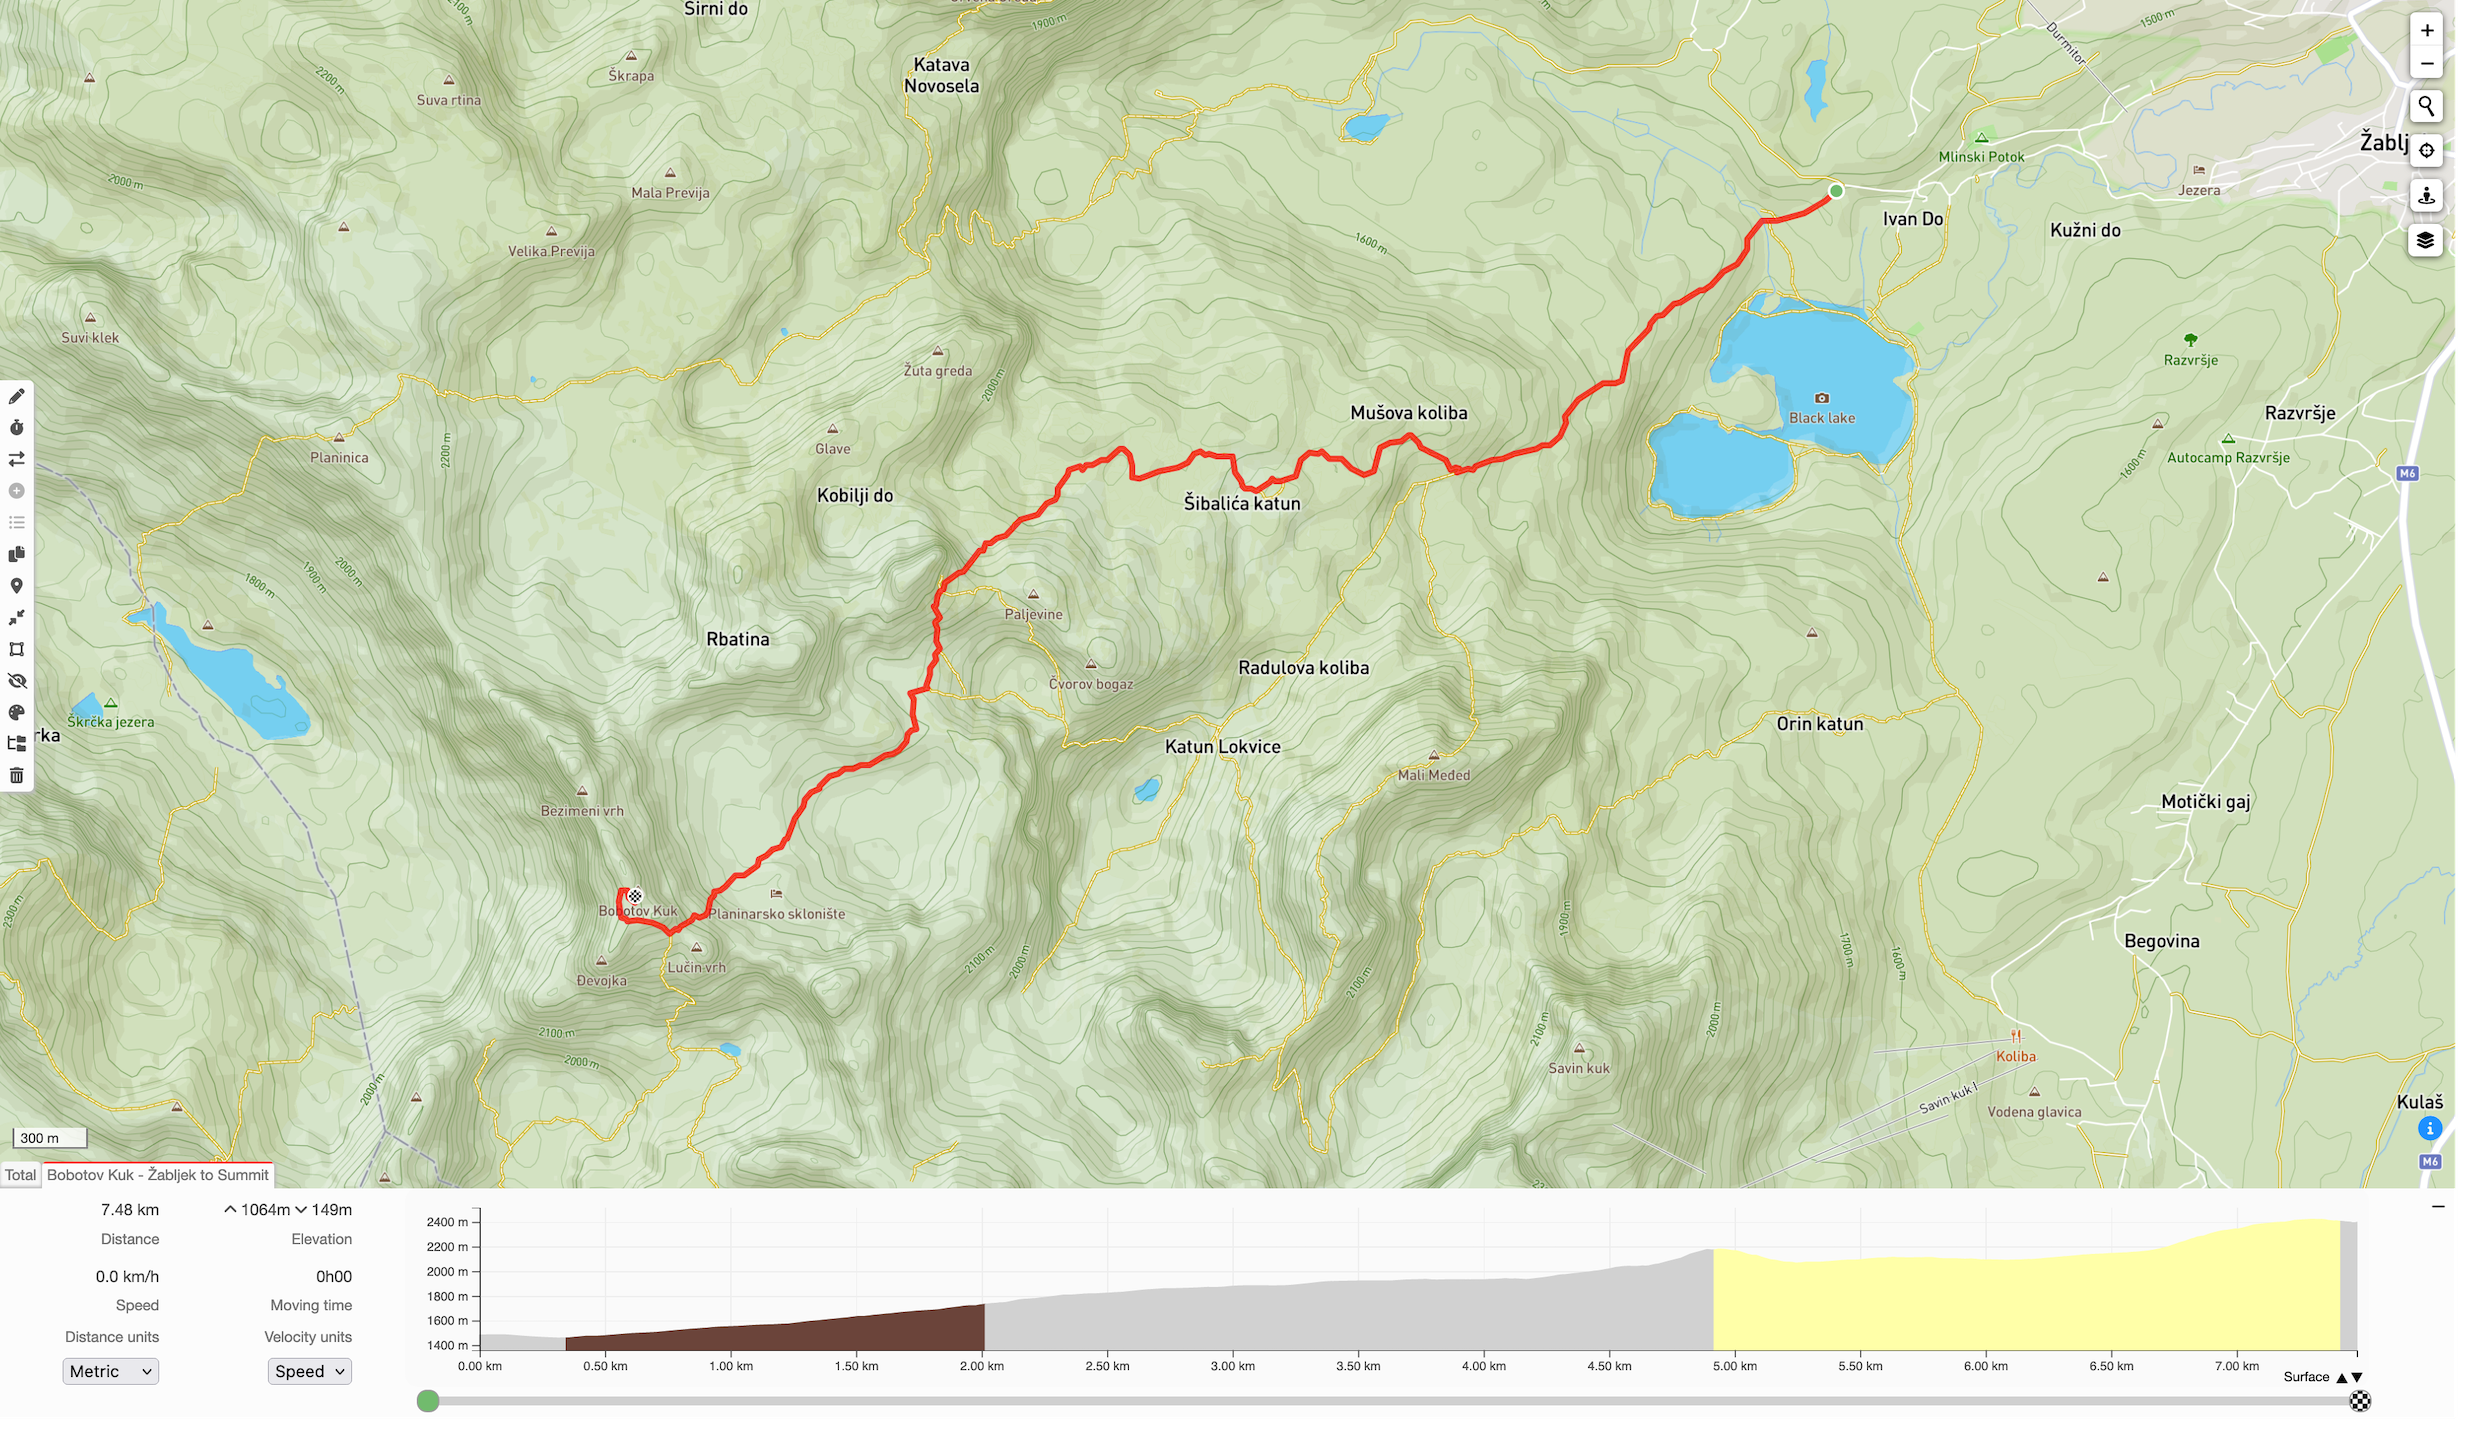 Sirni do
1900 m
1500 m
Durmitor
Katava
Novosela
Škrapa
Suva rtina
2200 m
2100 m
2000 m
Mala Previja
Velika Previja
Mlinski Potok
Žablj
Jezera
Ivan Do
Kužni do
1600 m
Suvi klek
Žuta greda
2000 m
Razvršje
Black lake
Mušova koliba
Razvršje
Glave
Planinica
2200 m
Autocamp Razvršje
1600 m
M6
Kobilji do
Šibalića katun
1800 m
1900 m
2000 m
Paljevine
Rbatina
Čvorov bogaz
Radulova koliba
Škrčka jezera
rka
Orin katun
Katun Lokvice
Mali Međed
Bezimeni vrh
Motički gaj
Bobotov Kuk
Planinarsko sklonište
2300 m
1900 m
1700 m
1600 m
Begovina
Lučin vrh
Đevojka
2100 m
2000 m
2100 m
2100 m
2000 m
2000 m
2100 m
2000 m
Savin kuk
Koliba
Savin kuk I
Vodena glavica
Kulaš
M6
300 m
Total
Bobotov Kuk - Žabljek to Summit
7.48 km
1064m 149m
Distance
Elevation
0.0 km/h
0h00
Speed
Moving time
Distance units
Velocity units
Metric
Speed
2400 m
2200 m
2000 m
1800 m
1600 m
1400 m
0.00 km 0.50 km 1.00 km 1.50 km 2.00 km 2.50 km 3.00 km 3.50 km 4.00 km 4.50 km 5.00 km 5.50 km 6.00 km 6.50 km 7.00 km
Surface